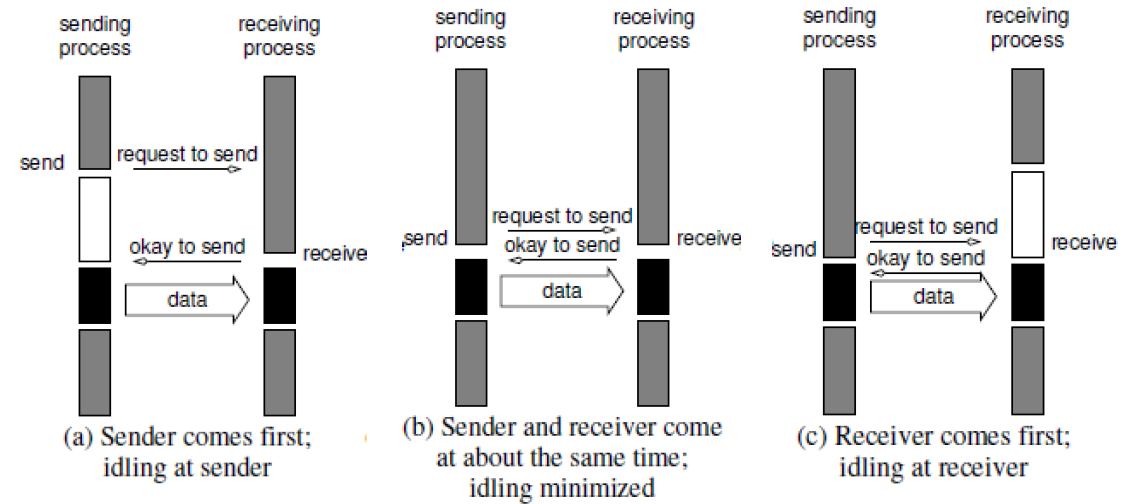 sending
process
receiving
process
send
request to send
okay to send
receive
data
(a) Sender comes first;
idling at sender
sending
process
receiving
process
request to send
send
okay to send
receive
data
(b) Sender and receiver come
at about the same time;
idling minimized
sending
process
receiving
process
request to send
send
okay to send
receive
data
(c) Receiver comes first;
idling at receiver